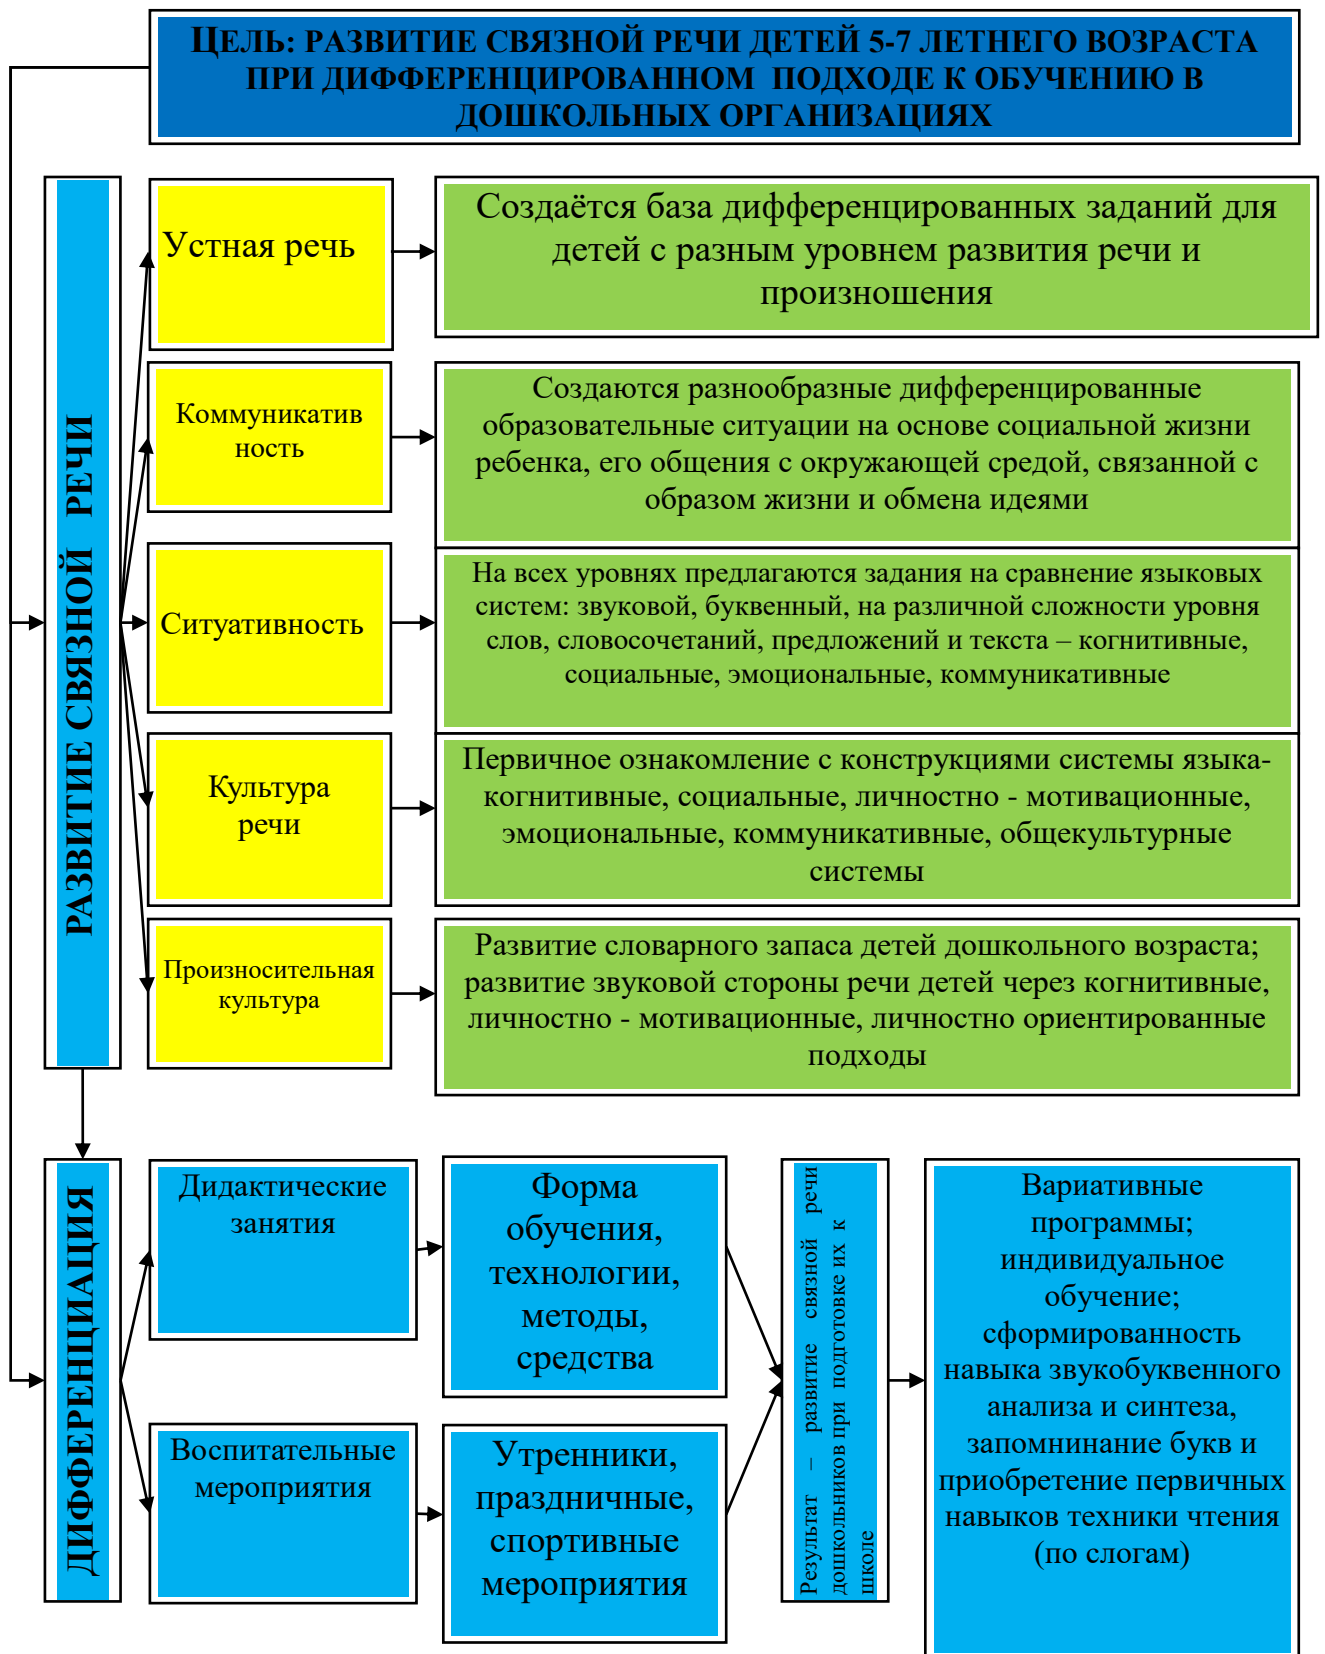 ЦЕЛЬ: РАЗВИТИЕ СВЯЗНОЙ РЕЧИ ДЕТЕЙ 5-7 ЛЕТНЕГО ВОЗРАСТА
ПРИ ДИФФЕРЕНЦИРОВАННОМ ПОДХОДЕ К ОБУЧЕНИЮ В
ДОШКОЛЬНЫХ ОРГАНИЗАЦИЯХ
РАЗВИТИЕ СВЯЗНОЙ РЕЧИ
Устная речь
Создаётся база дифференцированных заданий для
детей с разным уровнем развития речи и
произношения
Коммуникатив
ность
Создаются разнообразные дифференцированные
образовательные ситуации на основе социальной жизни
ребенка, его общения с окружающей средой, связанной с
образом жизни и обмена идеями
Ситуативность
На всех уровнях предлагаются задания на сравнение языковых
систем: звуковой, буквенный, на различной сложности уровня
слов, словосочетаний, предложений и текста – когнитивные,
социальные, эмоциональные, коммуникативные
Культура
речи
Первичное ознакомление с конструкциями системы языка-
когнитивные, социальные, личностно - мотивационные,
эмоциональные, коммуникативные, общекультурные
системы
Произносительная
культура
Развитие словарного запаса детей дошкольного возраста;
развитие звуковой стороны речи детей через когнитивные,
личностно - мотивационные, личностно ориентированные
подходы
ДИФФЕРЕНЦИАЦИЯ
Дидактические
занятия
Форма
обучения,
технологии,
методы,
средства
Воспитательные
мероприятия
Утренники,
праздничные,
спортивные
мероприятия
Результат – развитие связной речи
дошкольников при подготовке их к
школе
Вариативные
программы;
индивидуальное
обучение;
сформированность
навыка звукобуквенного
анализа и синтеза,
запомнинание букв и
приобретение первичных
навыков техники чтения
(по слогам)